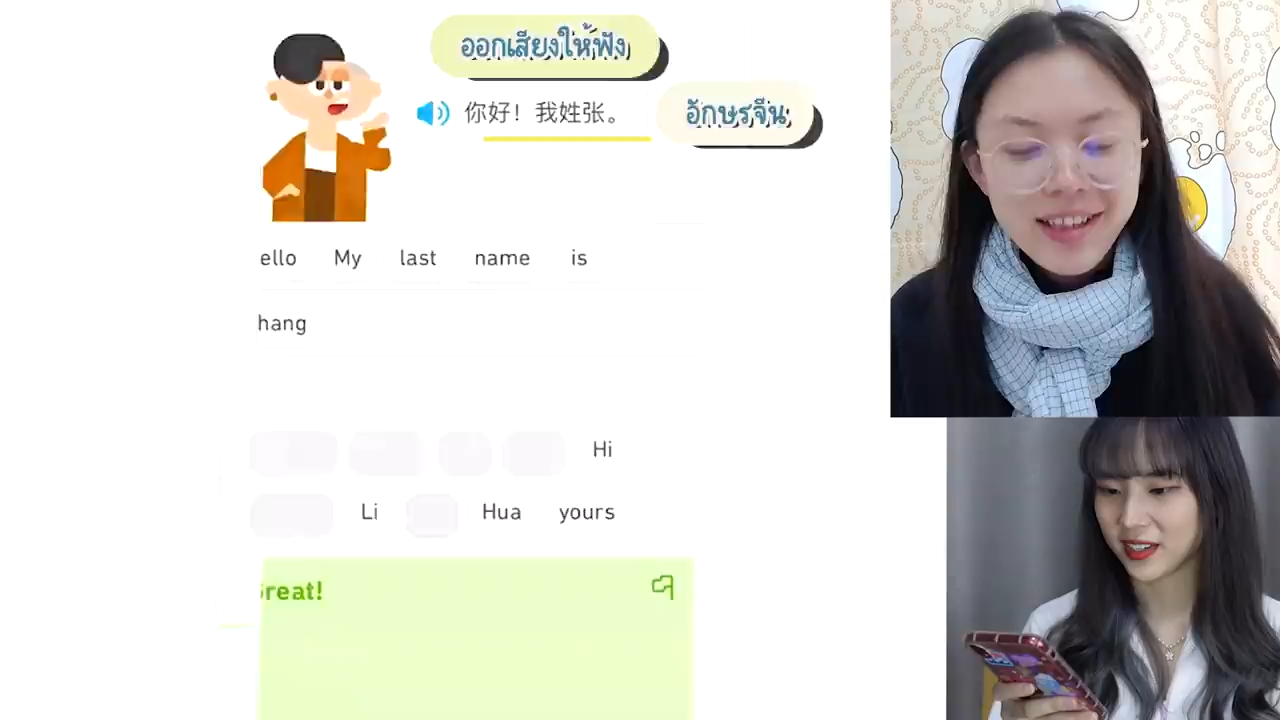 ออกเสียงให้ฟัง
你好！我姓张。
อักษรจีน
ello My last name is
hang
Hi
Li Hua yours
reat!